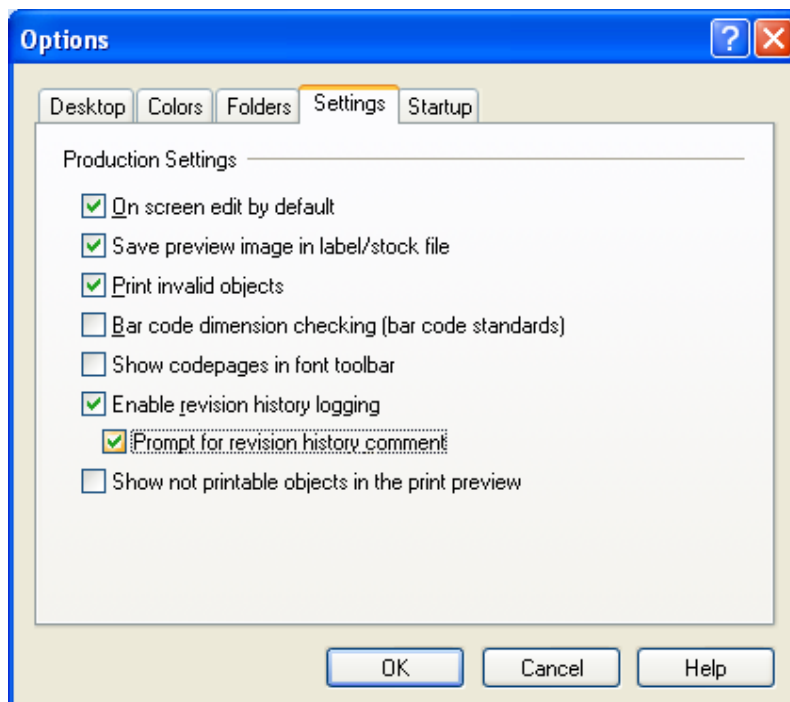 Options
Desktop Colors Folders Settings Startup
Production Settings
On screen edit by default
Save preview image in label/stock file
Print invalid objects
Bar code dimension checking (bar code standards)
Show codepages in font toolbar
Enable revision history logging
Prompt for revision history comment
Show not printable objects in the print preview
OK Cancel Help